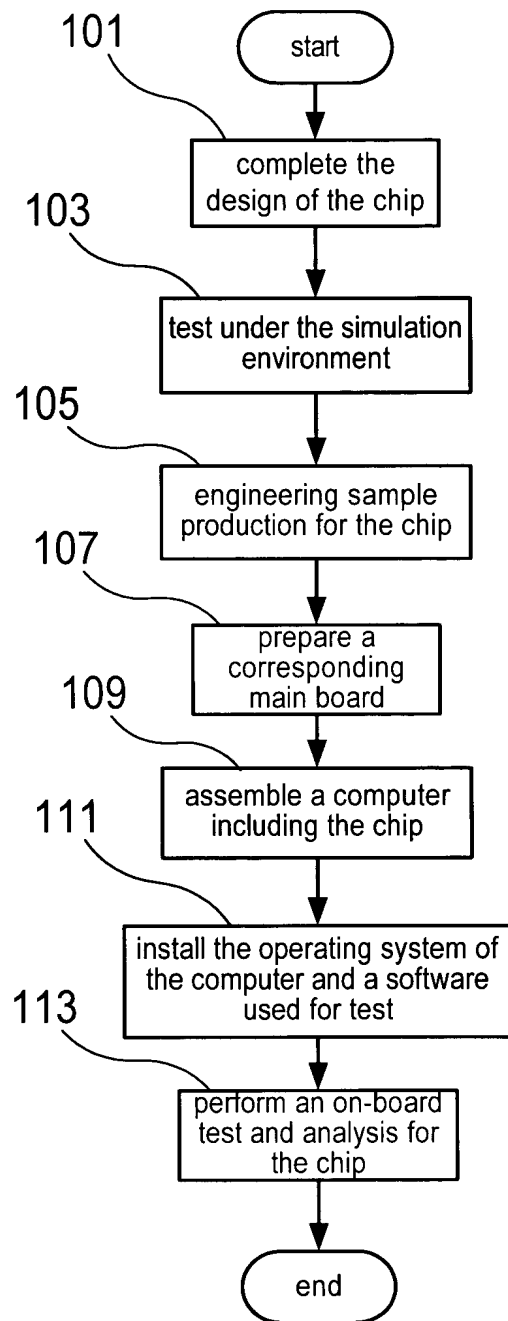 start
101
complete the
design of the chip
103
test under the simulation
environment
105
engineering sample
production for the chip
107
prepare a
corresponding
main board
109
assemble a computer
including the chip
111
install the operating system of
the computer and a software
used for test
113
perform an on-board
test and analysis for
the chip
end